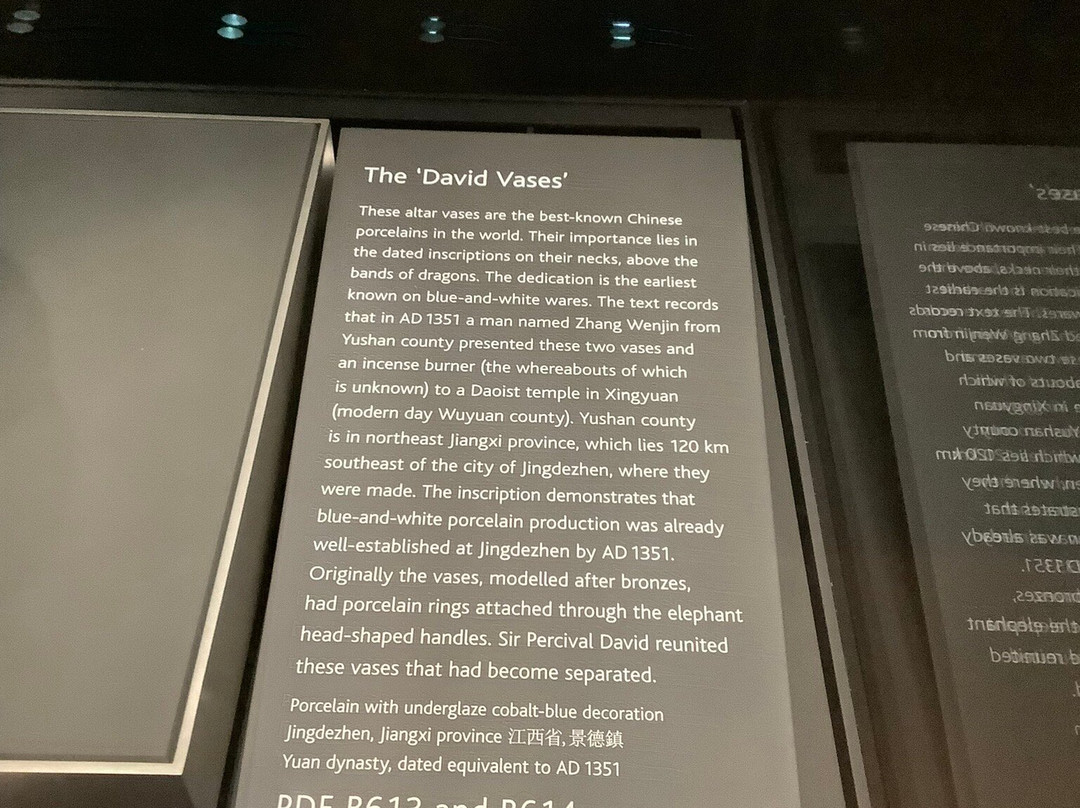 The ‘David Vases’
These altar vases are the best-known Chinese
porcelains in the world. Their importance lies in
the dated inscriptions on their necks, above the
bands of dragons. The dedication is the earliest
known on blue-and-white wares. The text records
that in AD 1351 a man named Zhang Wenjin from
Yushan county presented these two vases and
an incense burner (the whereabouts of which
is unknown) to a Daoist temple in Xingyuan
(modern day Wuyuan county). Yushan county
is in northeast Jiangxi province, which lies 120 km
southeast of the city of Jingdezhen, where they
were made. The inscription demonstrates that
blue-and-white porcelain production was already
well-established at Jingdezhen by AD 1351.
Originally the vases, modelled after bronzes,
had porcelain rings attached through the elephant
head-shaped handles. Sir Percival David reunited
these vases that had become separated.
Porcelain with underglaze cobalt-blue decoration
Jingdezhen, Jiangxi province 江西省,景德鎮
Yuan dynasty, dated equivalent to AD 1351
PDF B613 and B614